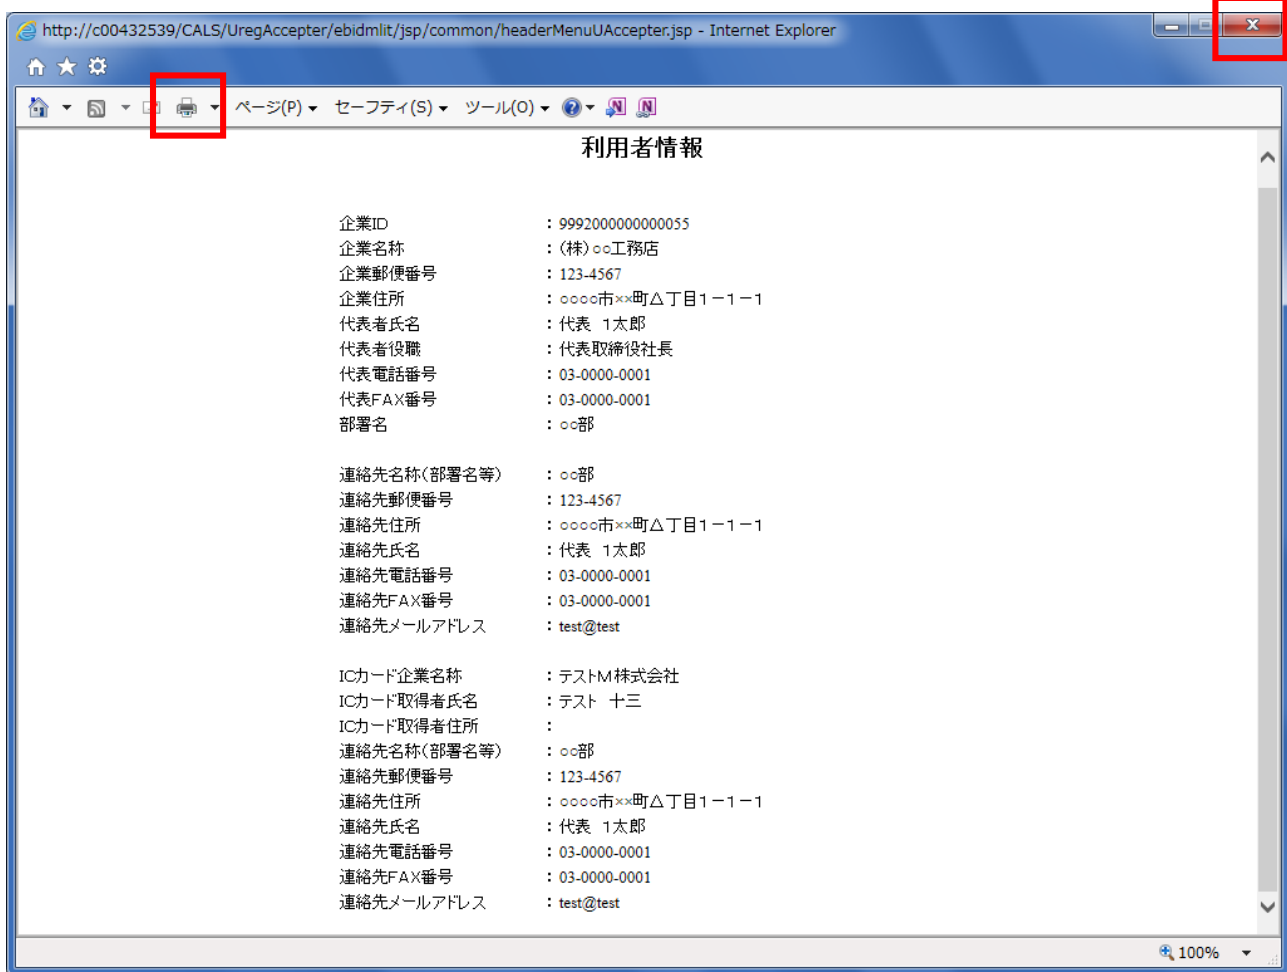 http://c00432539/CALS/UregAccepter/ebidmlit/jsp/common/headerMenuUAccepter.jsp - Internet Explorer
ページ(P) セーフティ(S) ツール(O)
利用者情報
企業ID : 9992000000000055
企業名称 : (株)○○工務店
企業郵便番号 : 123-4567
企業住所 : ○○○○市××町△丁目1－1－1
代表者氏名 : 代表 1太郎
代表者役職 : 代表取締役社長
代表電話番号 : 03-0000-0001
代表FAX番号 : 03-0000-0001
部署名 : ○○部
連絡先名称(部署名等) : ○○部
連絡先郵便番号 : 123-4567
連絡先住所 : ○○○○市××町△丁目1－1－1
連絡先氏名 : 代表 1太郎
連絡先電話番号 : 03-0000-0001
連絡先FAX番号 : 03-0000-0001
連絡先メールアドレス : test@test
ICカード企業名称 : テストM株式会社
ICカード取得者氏名 : テスト 十三
ICカード取得者住所 :
連絡先名称(部署名等) : ○○部
連絡先郵便番号 : 123-4567
連絡先住所 : ○○○○市××町△丁目1－1－1
連絡先氏名 : 代表 1太郎
連絡先電話番号 : 03-0000-0001
連絡先FAX番号 : 03-0000-0001
連絡先メールアドレス : test@test
100%